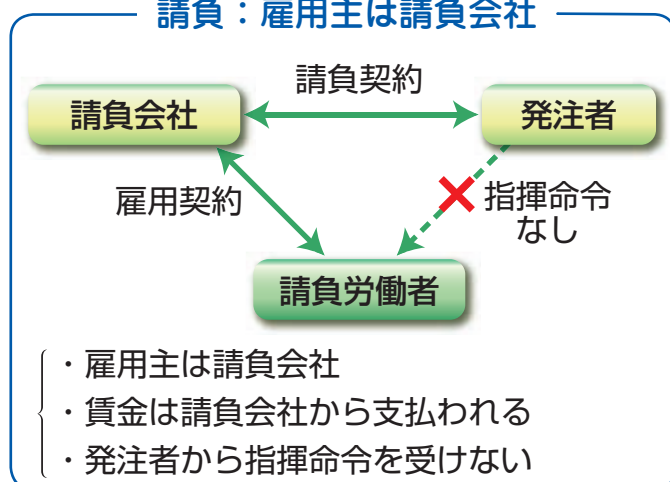 請負：雇用主は請負会社
請負契約
請負会社
発注者
雇用契約
指揮命令
なし
請負労働者
・雇用主は請負会社
・賃金は請負会社から支払われる
・発注者から指揮命令を受けない